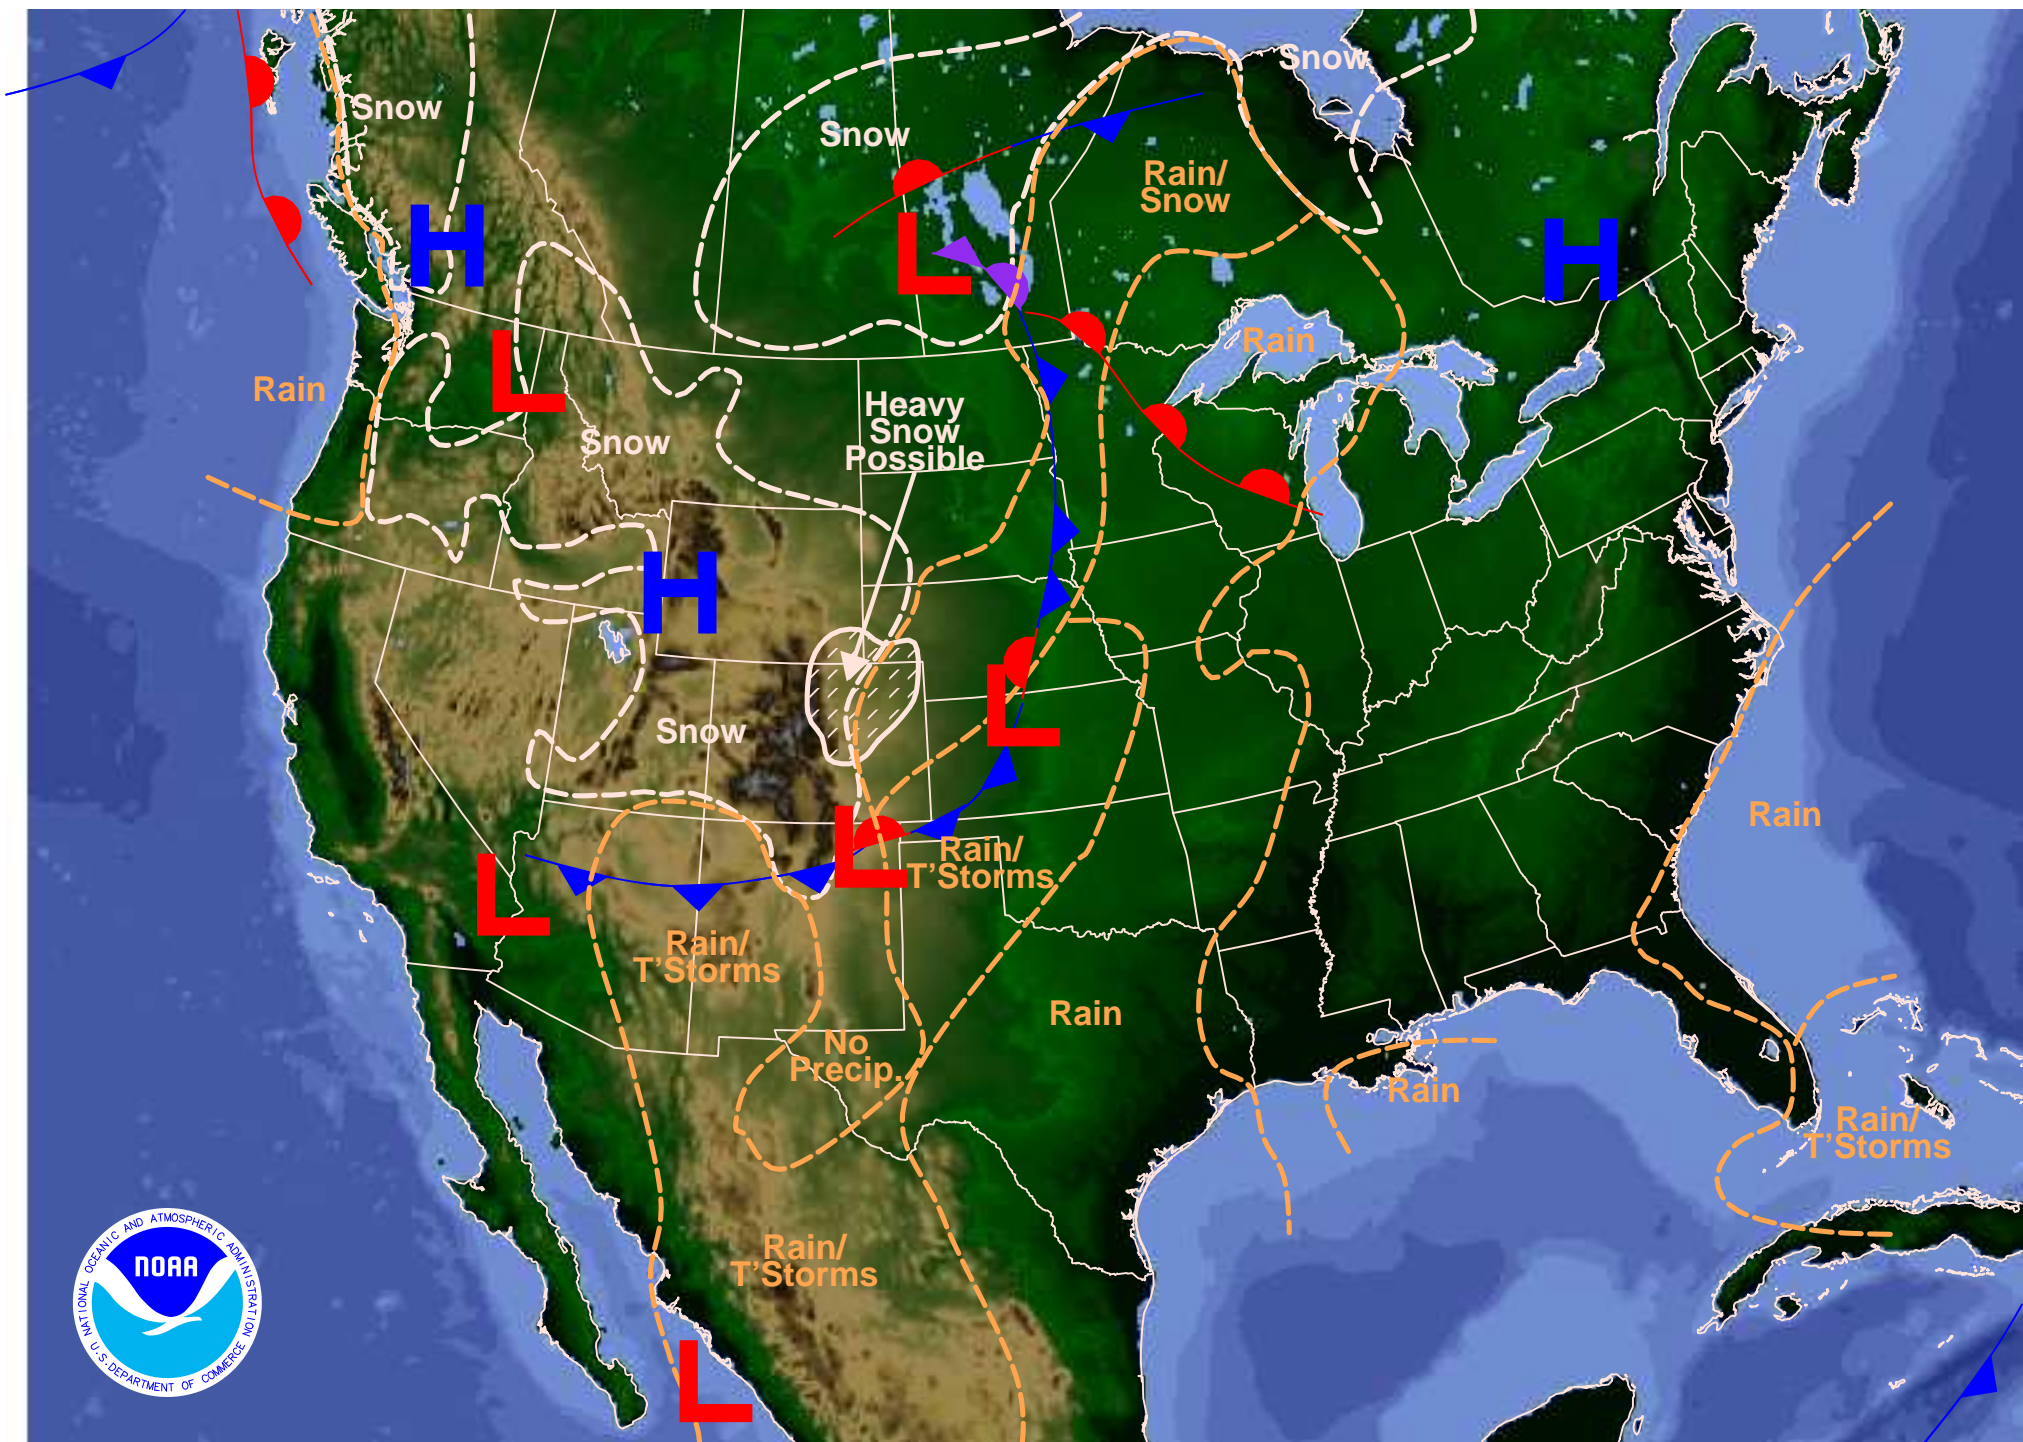 Snow
Snow
Snow
Rain/
Snow
H
H
L
L
Rain
Rain
Heavy
Snow
Possible
Snow
H
L
Snow
Rain
L
L
Rain/
T'Storms
Rain/
T'Storms
Rain
No
Precip.
Rain
Rain/
T'Storms
Rain/
T'Storms
L
NATIONAL OCEANIC AND ATMOSPHERIC ADMINISTRATION
NOAA
U.S. DEPARTMENT OF COMMERCE